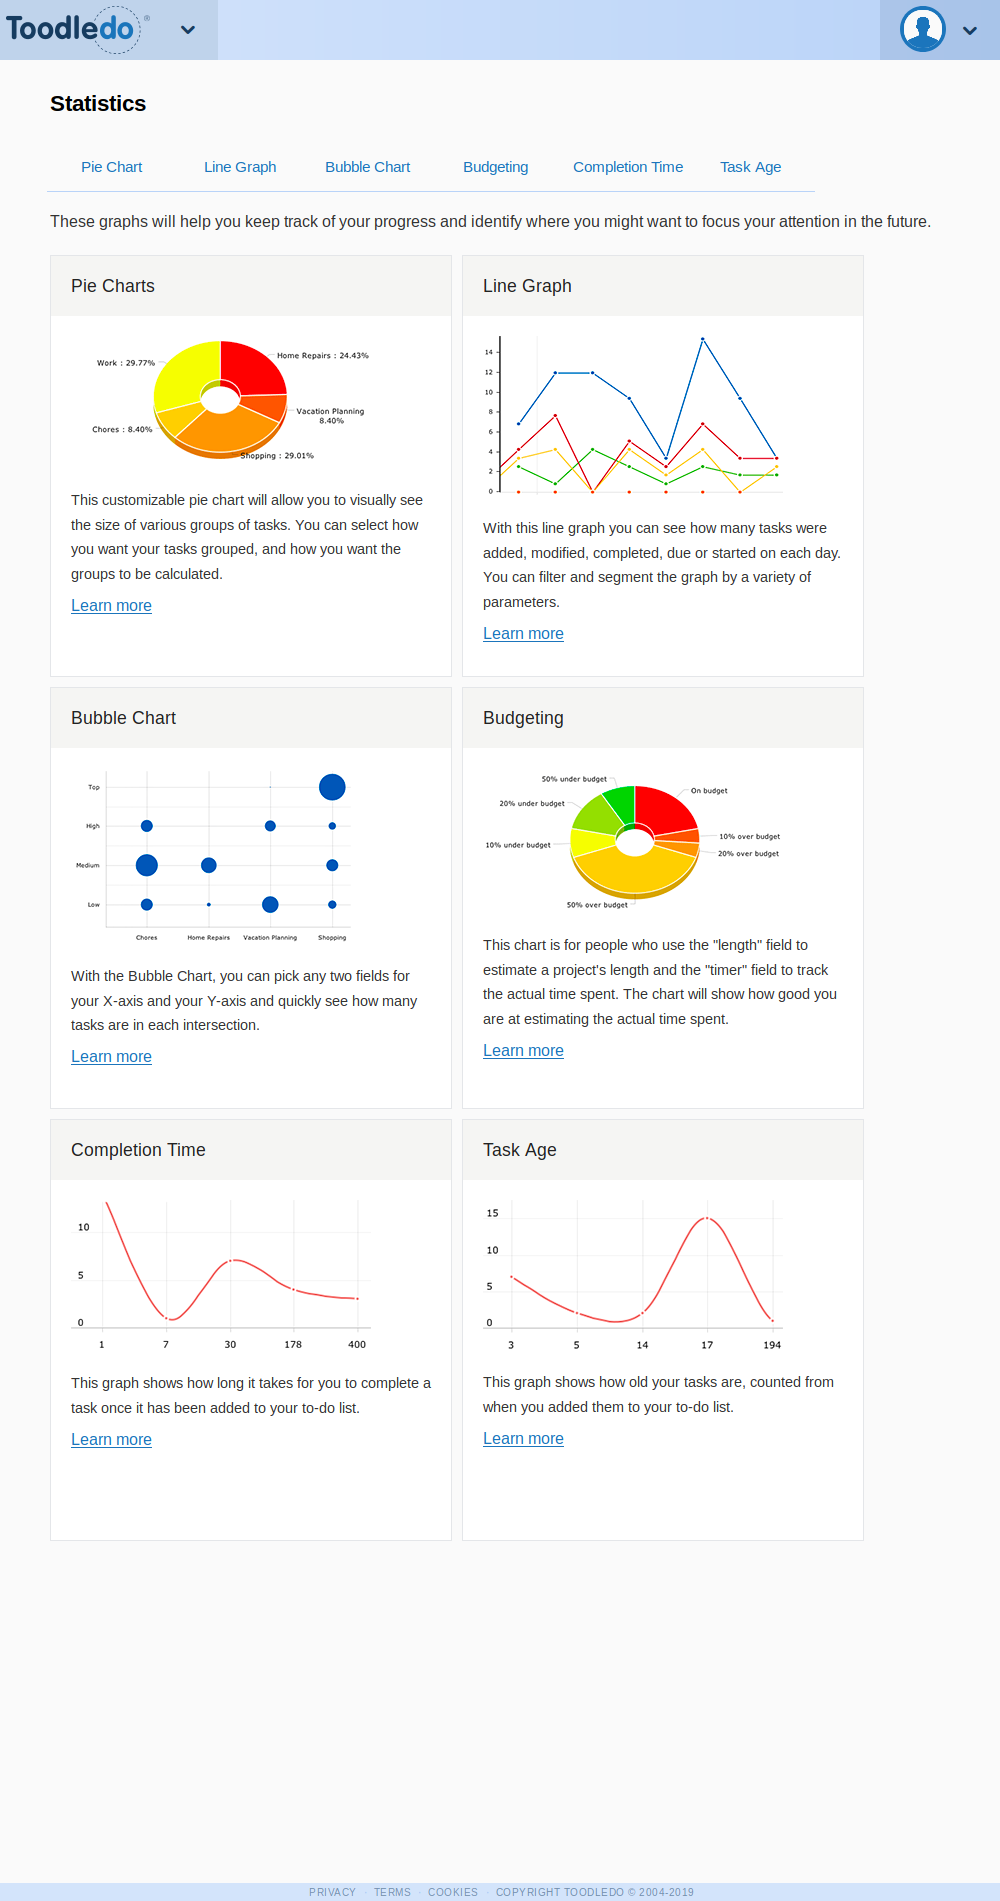 Toodledo®
Statistics
Pie Chart Line Graph Bubble Chart Budgeting Completion Time Task Age
These graphs will help you keep track of your progress and identify where you might want to focus your attention in the future.
Pie Charts
Work : 29.77%
Home Repairs : 24.43%
Vacation Planning
8.40%
Chores : 8.40%
Shopping : 29.01%
This customizable pie chart will allow you to visually see
the size of various groups of tasks. You can select how
you want your tasks grouped, and how you want the
groups to be calculated.
Learn more
Line Graph
14
12
10
8
6
4
2
0
With this line graph you can see how many tasks were
added, modified, completed, due or started on each day.
You can filter and segment the graph by a variety of
parameters.
Learn more
Bubble Chart
Top
High
Medium
Low
Chores Home Repairs Vacation Planning Shopping
With the Bubble Chart, you can pick any two fields for
your X-axis and your Y-axis and quickly see how many
tasks are in each intersection.
Learn more
Budgeting
50% under budget
On budget
20% under budget
10% over budget
10% under budget
20% over budget
50% over budget
This chart is for people who use the "length" field to
estimate a project's length and the "timer" field to track
the actual time spent. The chart will show how good you
are at estimating the actual time spent.
Learn more
Completion Time
10
5
0
1 7 30 178 400
This graph shows how long it takes for you to complete a
task once it has been added to your to-do list.
Learn more
Task Age
15
10
5
0
3 5 14 17 194
This graph shows how old your tasks are, counted from
when you added them to your to-do list.
Learn more
PRIVACY · TERMS · COOKIES · COPYRIGHT TOODLEDO © 2004-2019